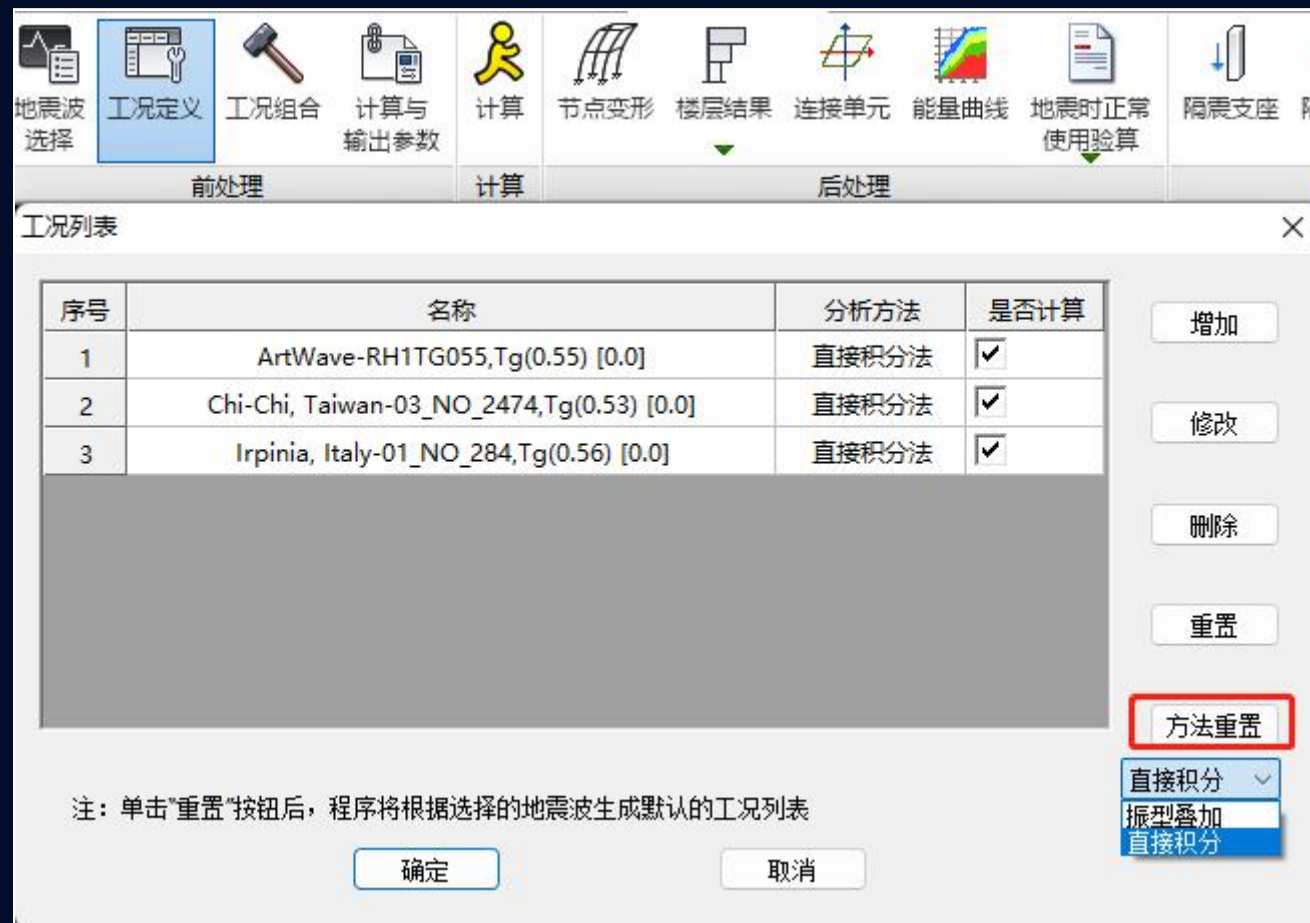 地震波 工况定义 工况组合 计算与 计算 节点变形 楼层结果 连接单元 能量曲线 地震时正常 隔震支座
选择 输出参数 使用验算
前处理 计算 后处理
工况列表
序号 名称 分析方法 是否计算
1 ArtWave-RH1TG055,Tg(0.55) [0.0] 直接积分法
2 Chi-Chi, Taiwan-03_NO_2474,Tg(0.53) [0.0] 直接积分法
3 Irpinia, Italy-01_NO_284,Tg(0.56) [0.0] 直接积分法
增加
修改
删除
重置
方法重置
直接积分
振型叠加
直接积分
注：单击"重置"按钮后，程序将根据选择的地震波生成默认的工况列表
确定 取消